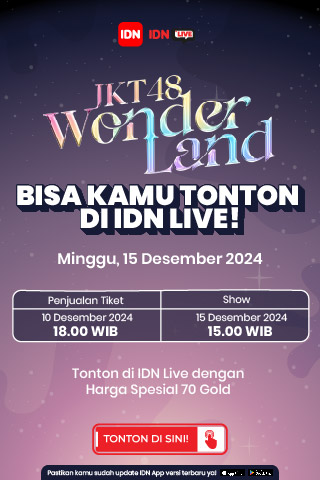 IDN IDN LIVE
JKT48
Wonder
Land
BISA KAMU TONTON
DI IDN LIVE!
Minggu, 15 Desember 2024
Penjualan Tiket Show
10 Desember 2024 15 Desember 2024
18.00 WIB 15.00 WIB
Tonton di IDN Live dengan
Harga Spesial 70 Gold
TONTON DI SINI!
Pastikan kamu sudah update IDN App versi terbaru ya!